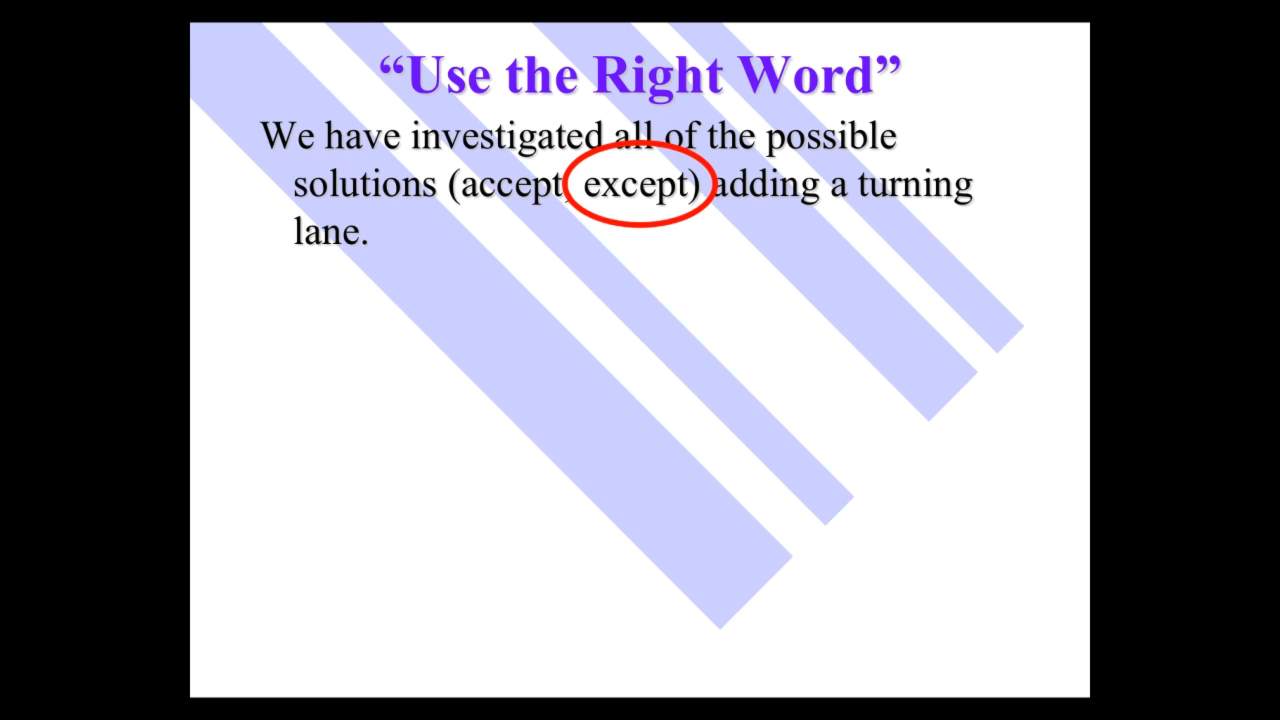 “Use the Right Word”
We have investigated all of the possible
solutions (accept, except) adding a turning
lane.